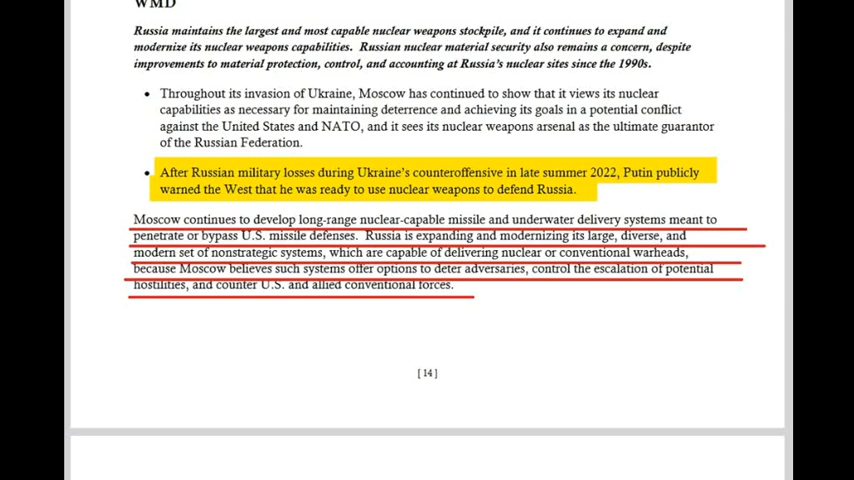 WMD
Russia maintains the largest and most capable nuclear weapons stockpile, and it continues to expand and
modernize its nuclear weapons capabilities. Russian nuclear material security also remains a concern, despite
improvements to material protection, control, and accounting at Russia's nuclear sites since the 1990s.
• Throughout its invasion of Ukraine, Moscow has continued to show that it views its nuclear
capabilities as necessary for maintaining deterrence and achieving its goals in a potential conflict
against the United States and NATO, and it sees its nuclear weapons arsenal as the ultimate guarantor
of the Russian Federation.
• After Russian military losses during Ukraine's counteroffensive in late summer 2022, Putin publicly
warned the West that he was ready to use nuclear weapons to defend Russia.
Moscow continues to develop long-range nuclear-capable missile and underwater delivery systems meant to
penetrate or bypass U.S. missile defenses. Russia is expanding and modernizing its large, diverse, and
modern set of nonstrategic systems, which are capable of delivering nuclear or conventional warheads,
because Moscow believes such systems offer options to deter adversaries, control the escalation of potential
hostilities, and counter U.S. and allied conventional forces.
[ 14 ]